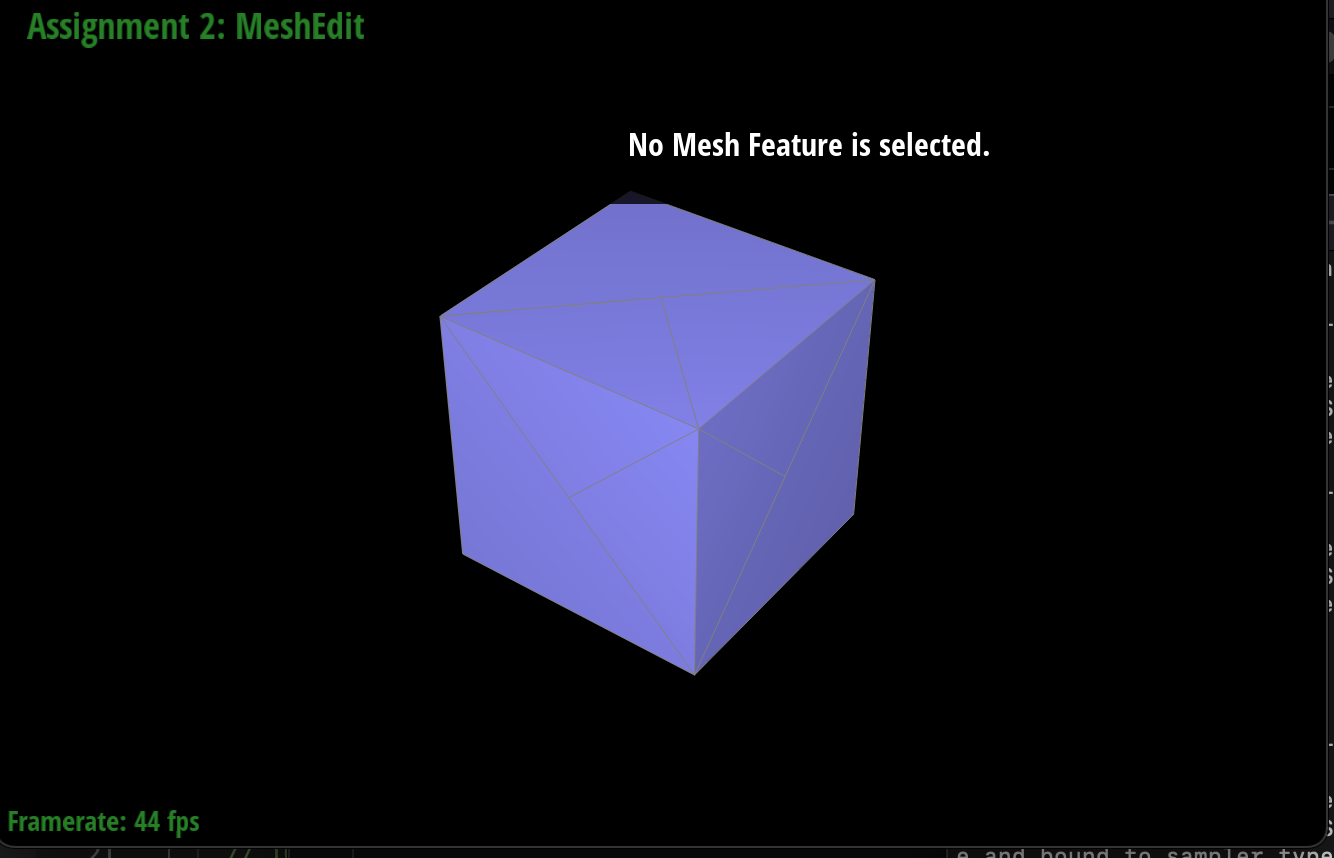 Assignment 2: MeshEdit
No Mesh Feature is selected.
Framerate: 44 fps
e and bound to sampler type